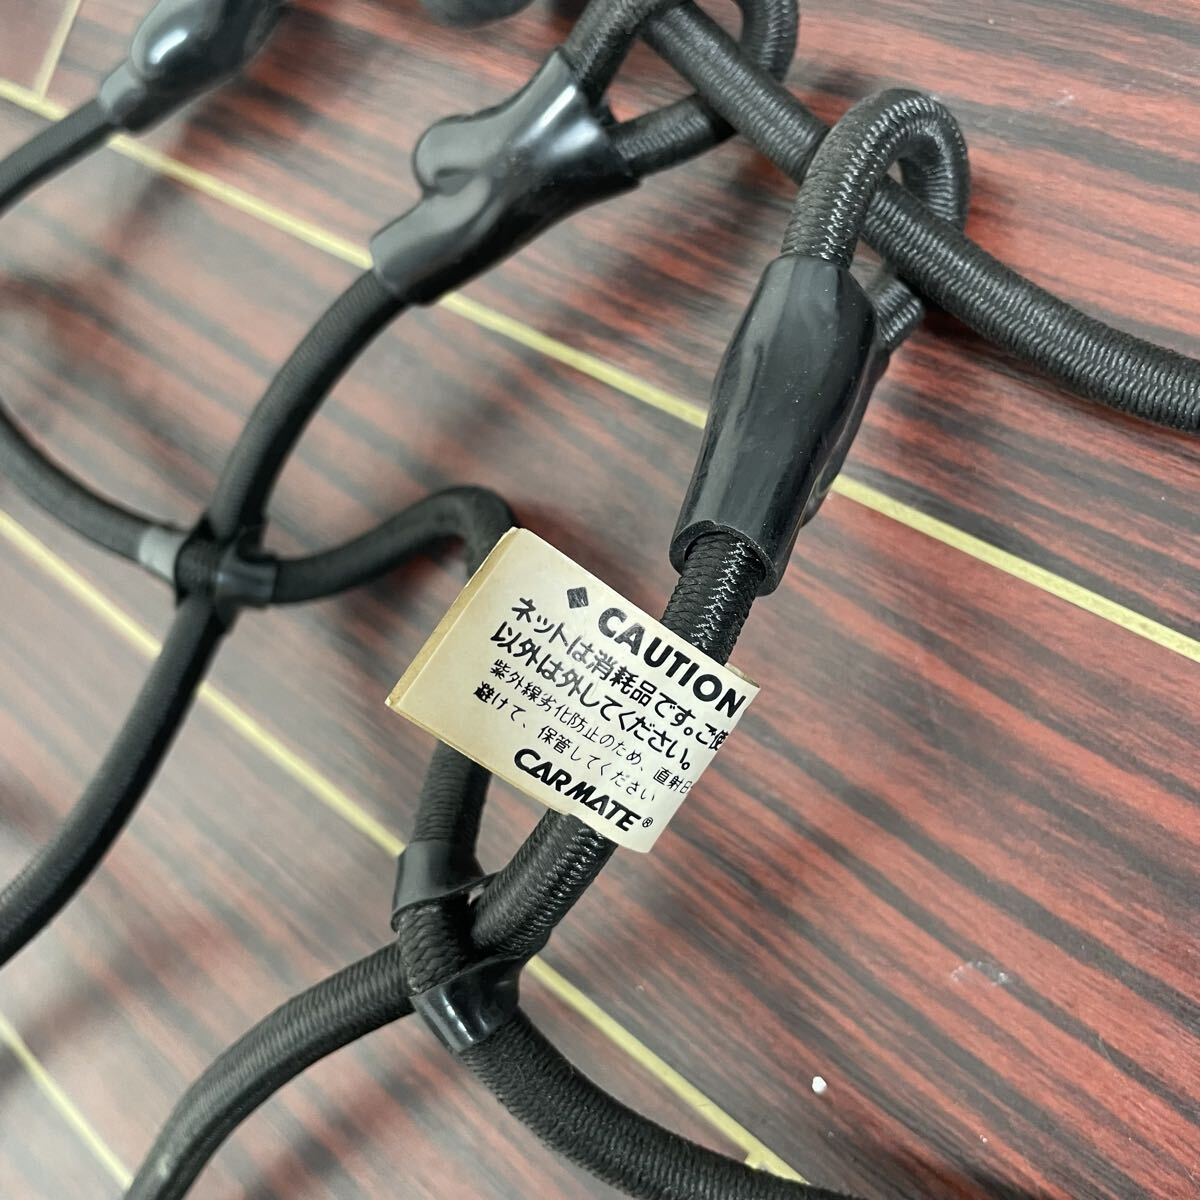 ◆ CAUTION
ネットは消耗品です。ご使
以外は外してください。
紫外線劣化防止のため、直射日
避けて、保管してください
CARMATE®